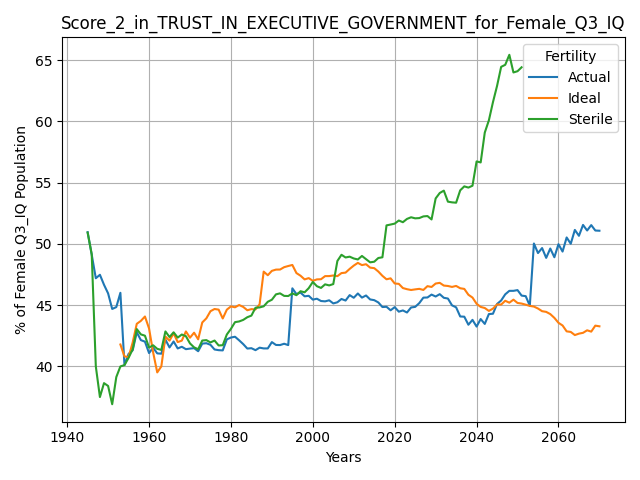 Score_2_in_TRUST_IN_EXECUTIVE_GOVERNMENT_for_Female_Q3_IQ
% of Female Q3_IQ Population
65
60
55
50
45
40
Fertility
Actual
Ideal
Sterile
1940 1960 1980 2000 2020 2040 2060
Years